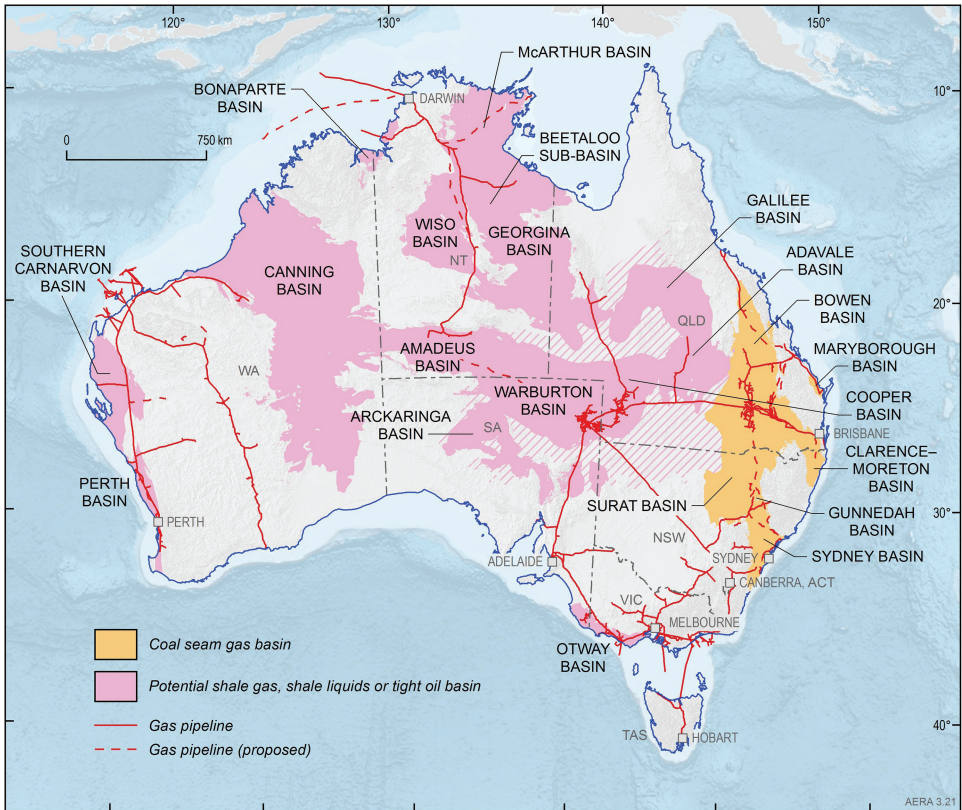 120°
130°
140°
150°
McARTHUR BASIN
BONAPARTE
BASIN
DARWIN
10°
0
750 km
BEETALOO
SUB-BASIN
GALILEE
BASIN
WISO
BASIN
GEORGINA
BASIN
NT
SOUTHERN
CARNARVON
BASIN
CANNING
BASIN
ADAVALE
BASIN
BOWEN
BASIN
20°
QLD
MARYBOROUGH
BASIN
AMADEUS
BASIN
WA
WARBURTON
BASIN
COOPER
BASIN
ARCKARINGA
BASIN
SA
BRISBANE
CLARENCE–
MORETON
BASIN
PERTH
BASIN
SURAT BASIN
GUNNEDAH
BASIN
30°
PERTH
NSW
SYDNEY
SYDNEY BASIN
ADELAIDE
CANBERRA, ACT
VIC
MELBOURNE
OTWAY
BASIN
Coal seam gas basin
Potential shale gas, shale liquids or tight oil basin
Gas pipeline
Gas pipeline (proposed)
TAS
HOBART
40°
AERA 3.21